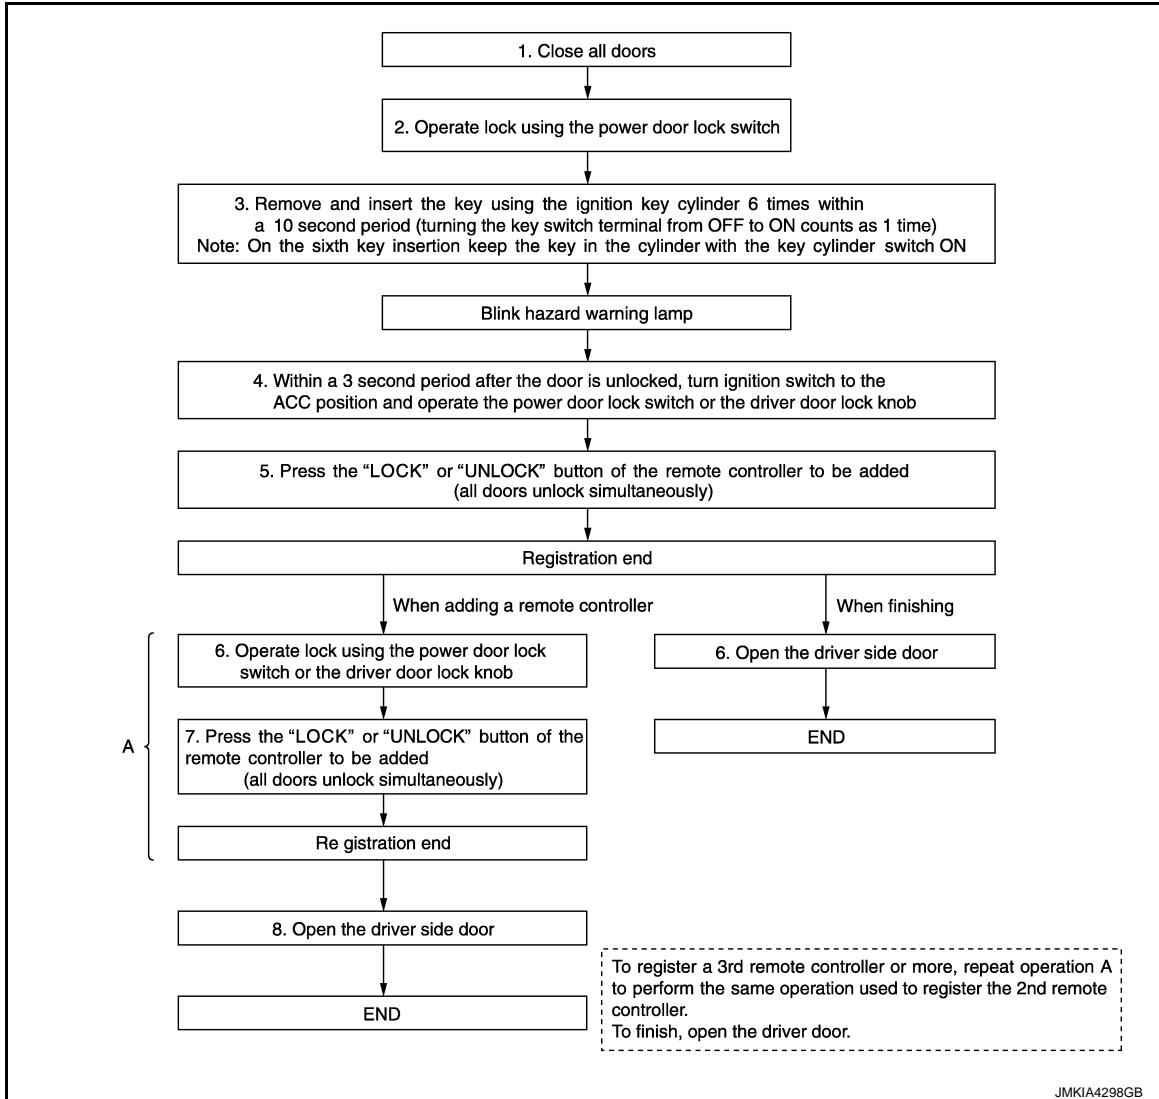 1. Close all doors
2. Operate lock using the power door lock switch
3. Remove and insert the key using the ignition key cylinder 6 times within
a 10 second period (turning the key switch terminal from OFF to ON counts as 1 time)
Note: On the sixth key insertion keep the key in the cylinder with the key cylinder switch ON
Blink hazard warning lamp
4. Within a 3 second period after the door is unlocked, turn ignition switch to the
ACC position and operate the power door lock switch or the driver door lock knob
5. Press the “LOCK” or “UNLOCK” button of the remote controller to be added
(all doors unlock simultaneously)
Registration end
When adding a remote controller
When finishing
6. Operate lock using the power door lock
switch or the driver door lock knob
6. Open the driver side door
A
7. Press the “LOCK” or “UNLOCK” button of the
remote controller to be added
(all doors unlock simultaneously)
END
Re gistration end
8. Open the driver side door
END
To register a 3rd remote controller or more, repeat operation A
to perform the same operation used to register the 2nd remote
controller.
To finish, open the driver door.
JMKIA4298GB